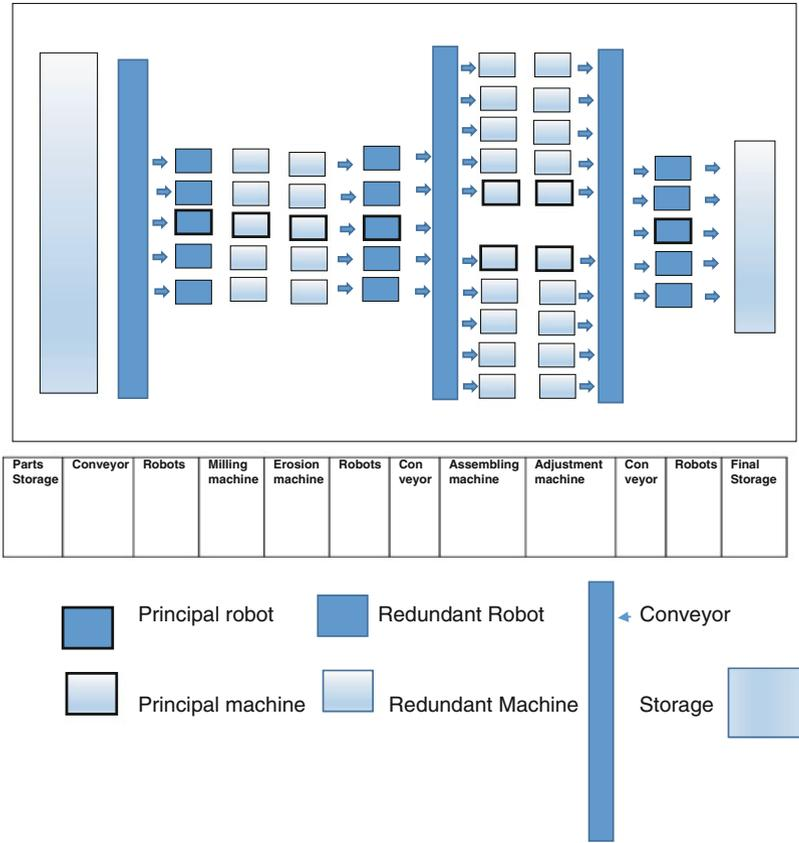 Parts
Storage
Conveyor
Robots
Milling
machine
Erosion
machine
Robots
Con
veyor
Assembling
machine
Adjustment
machine
Con
veyor
Robots
Final
Storage
Principal robot
Redundant Robot
Conveyor
Principal machine
Redundant Machine
Storage